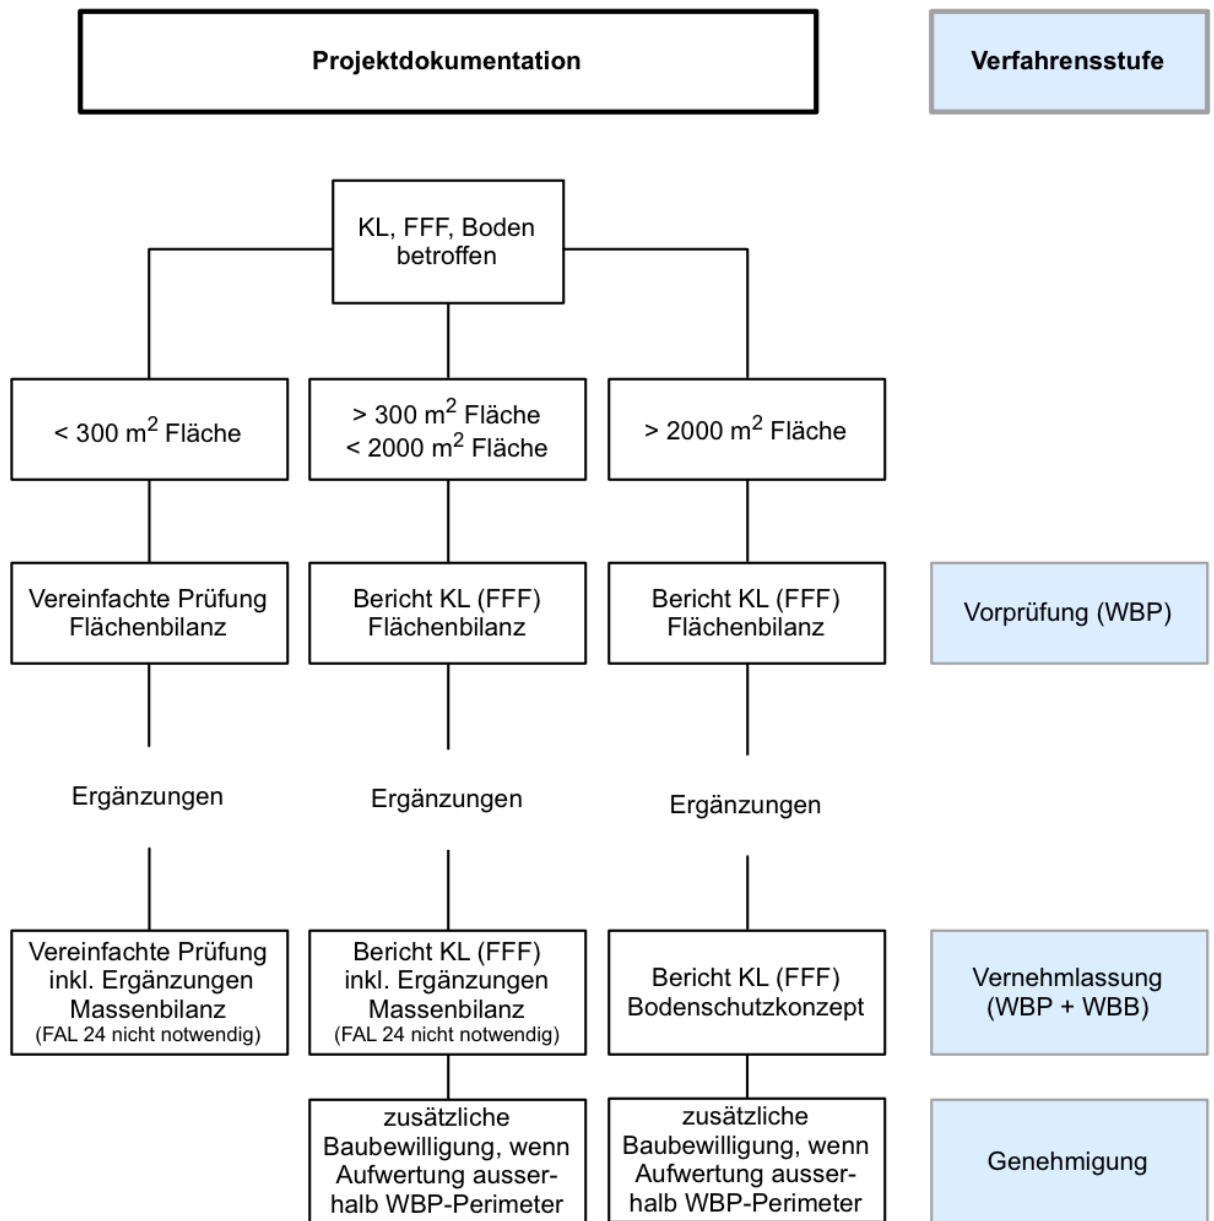 Projektdokumentation
Verfahrensstufe
KL, FFF, Boden
betroffen
< 300 m² Fläche
> 300 m² Fläche
< 2000 m² Fläche
> 2000 m² Fläche
Vereinfachte Prüfung
Flächenbilanz
Bericht KL (FFF)
Flächenbilanz
Bericht KL (FFF)
Flächenbilanz
Vorprüfung (WBP)
Ergänzungen
Ergänzungen
Ergänzungen
Vereinfachte Prüfung
inkl. Ergänzungen
Massenbilanz
(FAL 24 nicht notwendig)
Bericht KL (FFF)
inkl. Ergänzungen
Massenbilanz
(FAL 24 nicht notwendig)
Bericht KL (FFF)
Bodenschutzkonzept
Vernehmlassung
(WBP + WBB)
zusätzliche
Baubewilligung, wenn
Aufwertung ausser-
halb WBP-Perimeter
zusätzliche
Baubewilligung, wenn
Aufwertung ausser-
halb WBP-Perimeter
Genehmigung